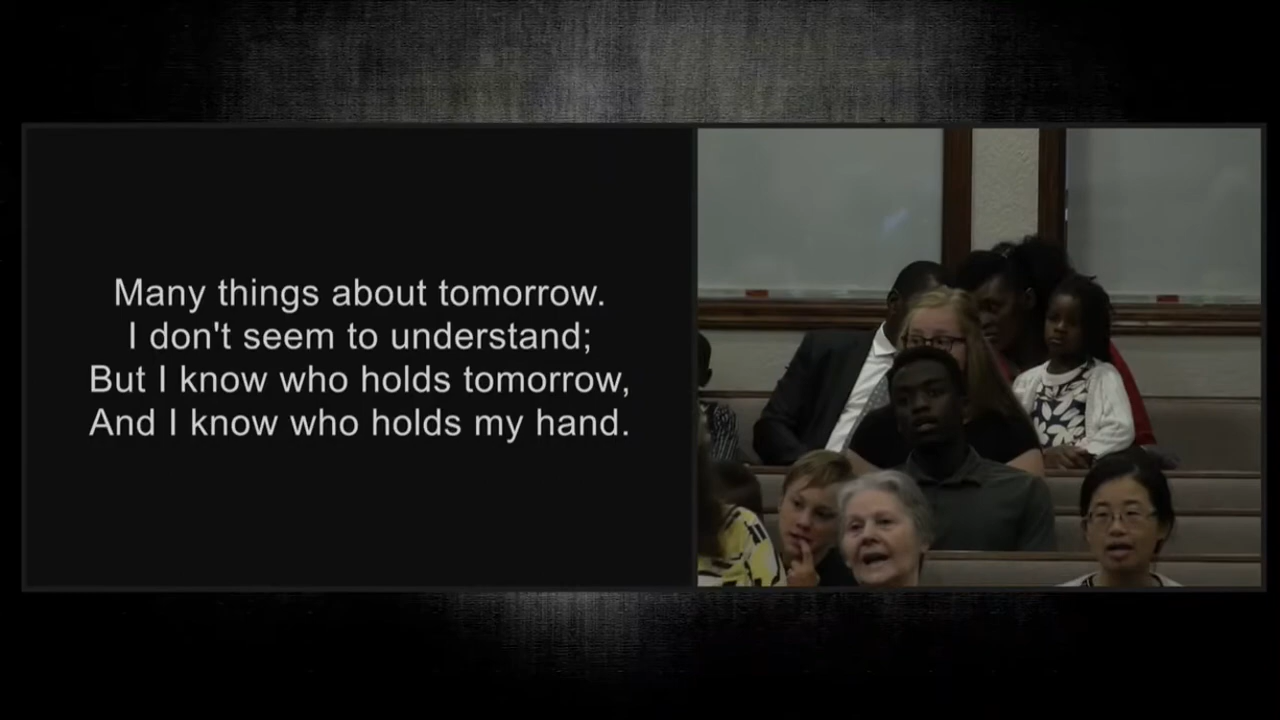 Many things about tomorrow.
I don't seem to understand;
But I know who holds tomorrow,
And I know who holds my hand.